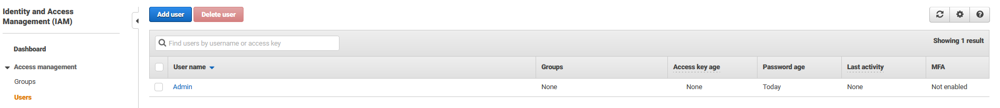 Identity and Access
Management (IAM)
Dashboard
Access management
Groups
Users
Add user
Delete user
Find users by username or access key
Showing 1 result
User name
Groups
Access key age
Password age
Last activity
MFA
Admin
None
None
Today
None
Not enabled